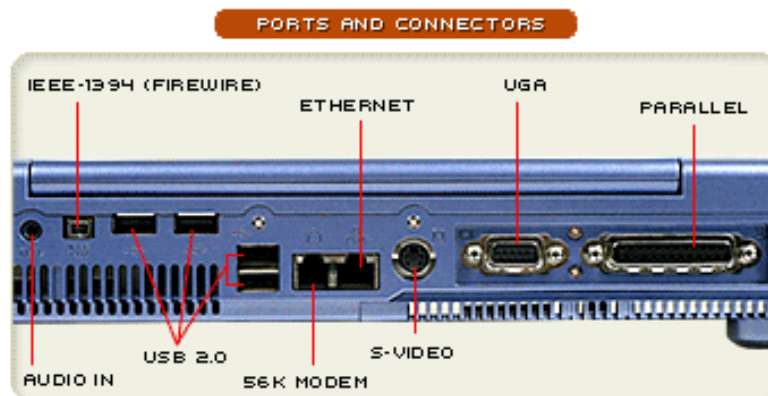 PORTS AND CONNECTORS
IEEE-1394 (FIREWIRE)
ETHERNET
VGA
PARALLEL
AUDIO IN
USB 2.0
56K MODEM
S-VIDEO